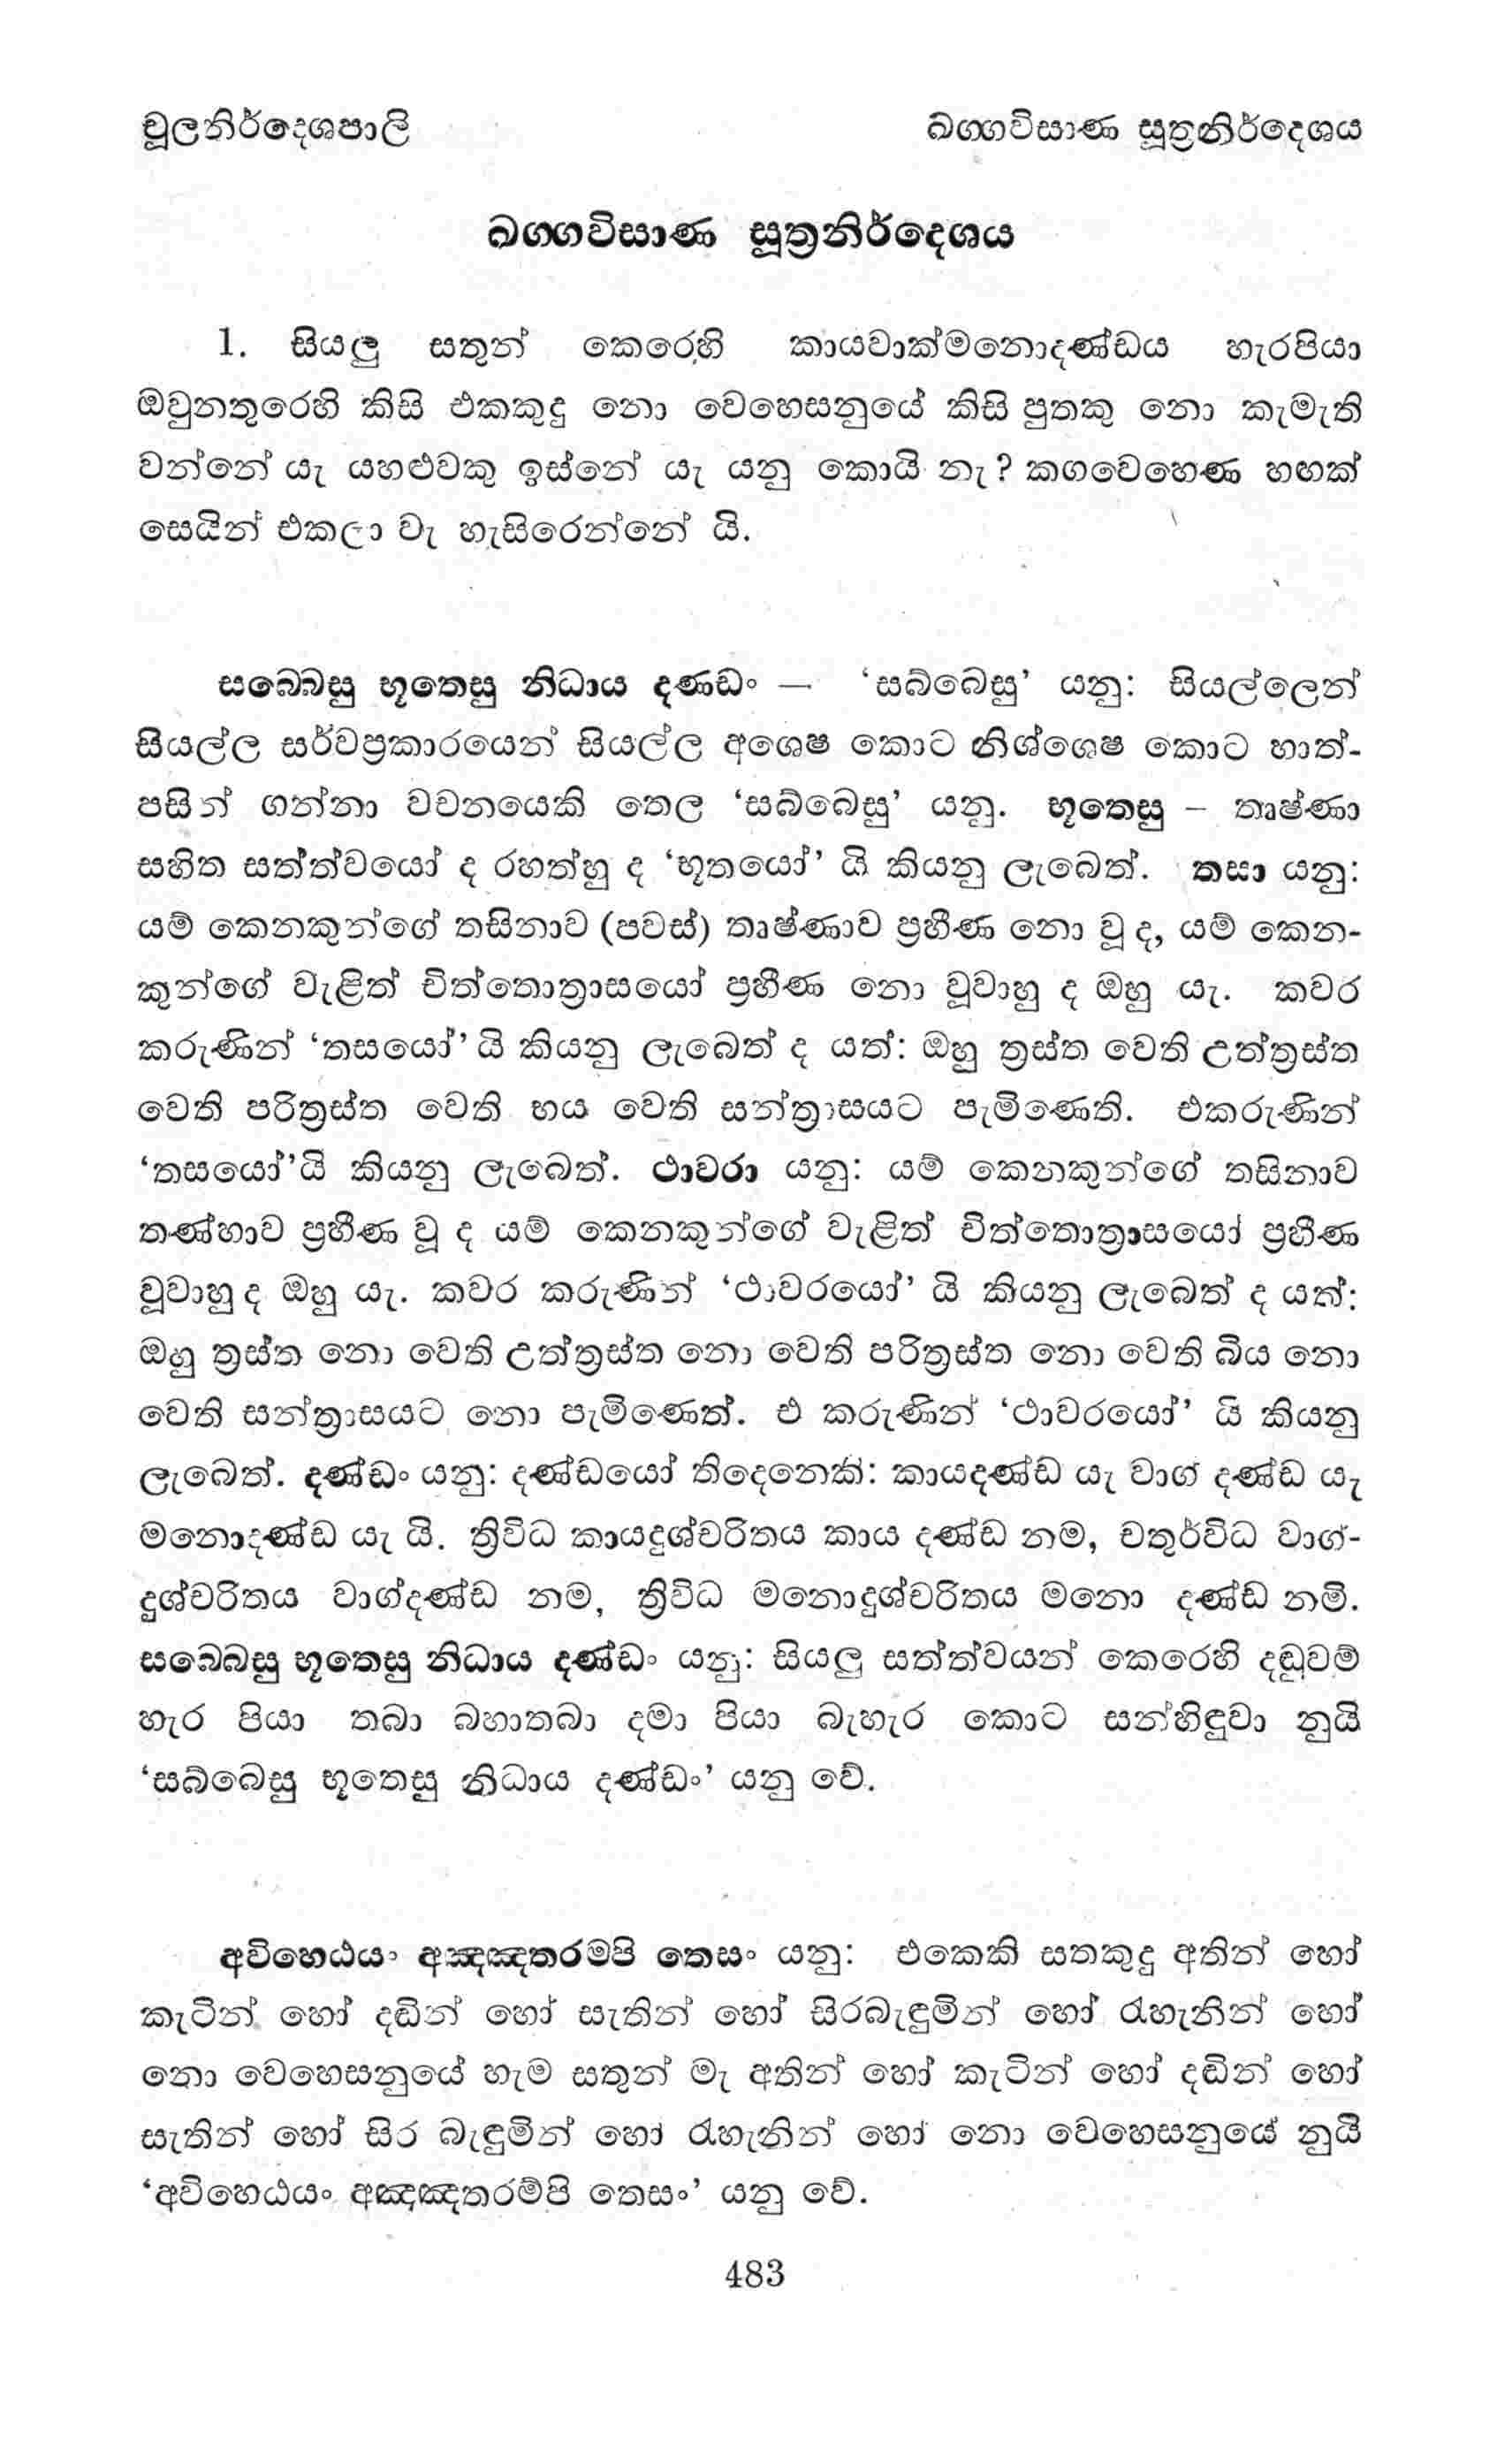 චූලනිර්දෙශපාලි
ඛග්ගවිසාණ සූත්‍රනිර්දෙශය
ඛග්ගවිසාණ සූත්‍රනිර්දෙශය
1. සියලු සතුන් කෙරෙහි කායවාක්මනොදණ්ඩය හැරපියා
ඔවුනතුරෙහි කිසි එකකුදු නො වෙහෙසනුයේ කිසි පුතකු නො කැමැති
වන්නේ යැ යහළුවකු ඉස්නේ යැ යනු කොයි නැ? කගවෙහෙණ හඟක්
සෙයින් එකලා වැ හැසිරෙන්නේ යි.
සබ්බෙසු භූතෙසු නිධාය දණ්ඩං — ‘සබ්බෙසු’ යනු: සියල්ලෙන්
සියල්ල සර්වප්‍රකාරයෙන් සියල්ල අශෙෂ කොට නිශ්ශෙෂ කොට හාත්-
පසින් ගන්නා වචනයෙකි තෙල ‘සබ්බෙසු’ යනු. භූතෙසු – තෘෂ්ණා
සහිත සත්ත්වයෝ ද රහත්හු ද ‘භූතයෝ’ යි කියනු ලැබෙත්. තසා යනු:
යම් කෙනකුන්ගේ තසිනාව (පවස්) තෘෂ්ණාව ප්‍රහීණ නො වූ ද, යම් කෙන-
කුන්ගේ වැළිත් චිත්තොත්‍රාසයෝ ප්‍රහීණ නො වූවාහු ද ඔහු යැ. කවර
කරුණින් ‘තසයෝ’ යි කියනු ලැබෙත් ද යත්: ඔහු ත්‍රස්ත වෙති උත්ත්‍රස්ත
වෙති පරිත්‍රස්ත වෙති භය වෙති සන්ත්‍රාසයට පැමිණෙති. එකරුණින්
‘තසයෝ’යි කියනු ලැබෙත්. ථාවරා යනු: යම් කෙනකුන්ගේ තසිනාව
තණ්හාව ප්‍රහීණ වූ ද යම් කෙනකුන්ගේ වැළිත් චිත්තොත්‍රාසයෝ ප්‍රහීණ
වූවාහු ද ඔහු යැ. කවර කරුණින් ‘ථාවරයෝ’ යි කියනු ලැබෙත් ද යත්:
ඔහු ත්‍රස්ත නො වෙති උත්ත්‍රස්ත නො වෙති පරිත්‍රස්ත නො වෙති බිය නො
වෙති සන්ත්‍රාසයට නො පැමිණෙත්. එ කරුණින් ‘ථාවරයෝ’ යි කියනු
ලැබෙත්. දණ්ඩං යනු: දණ්ඩයෝ තිදෙනෙකි: කායදණ්ඩ යැ වාග් දණ්ඩ යැ
මනොදණ්ඩ යැ යි. ත්‍රිවිධ කායදුශ්චරිතය කාය දණ්ඩ නම, චතුර්විධ වාග්-
දුශ්චරිතය වාග්දණ්ඩ නම, ත්‍රිවිධ මනොදුශ්චරිතය මනො දණ්ඩ නමි.
සබ්බෙසු භූතෙසු නිධාය දණ්ඩං යනු: සියලු සත්ත්වයන් කෙරෙහි දඬුවම්
හැර පියා තබා බහාතබා දමා පියා බැහැර කොට සන්හිඳුවා නුයි
‘සබ්බෙසු භූතෙසු නිධාය දණ්ඩං’ යනු වේ.
අවිහෙඨයං අඤ්ඤතරම්පි තෙසං යනු: එකෙකි සතකුදු අතින් හෝ
කැටින් හෝ දඬින් හෝ සැතින් හෝ සිරබැඳුමින් හෝ රැහැනින් හෝ
නො වෙහෙසනුයේ හැම සතුන් මැ අතින් හෝ කැටින් හෝ දඬින් හෝ
සැතින් හෝ සිර බැඳුමින් හෝ රැහැනින් හෝ නො වෙහෙසනුයේ නුයි
‘අවිහෙඨයං අඤ්ඤතරම්පි තෙසං’ යනු වේ.
483